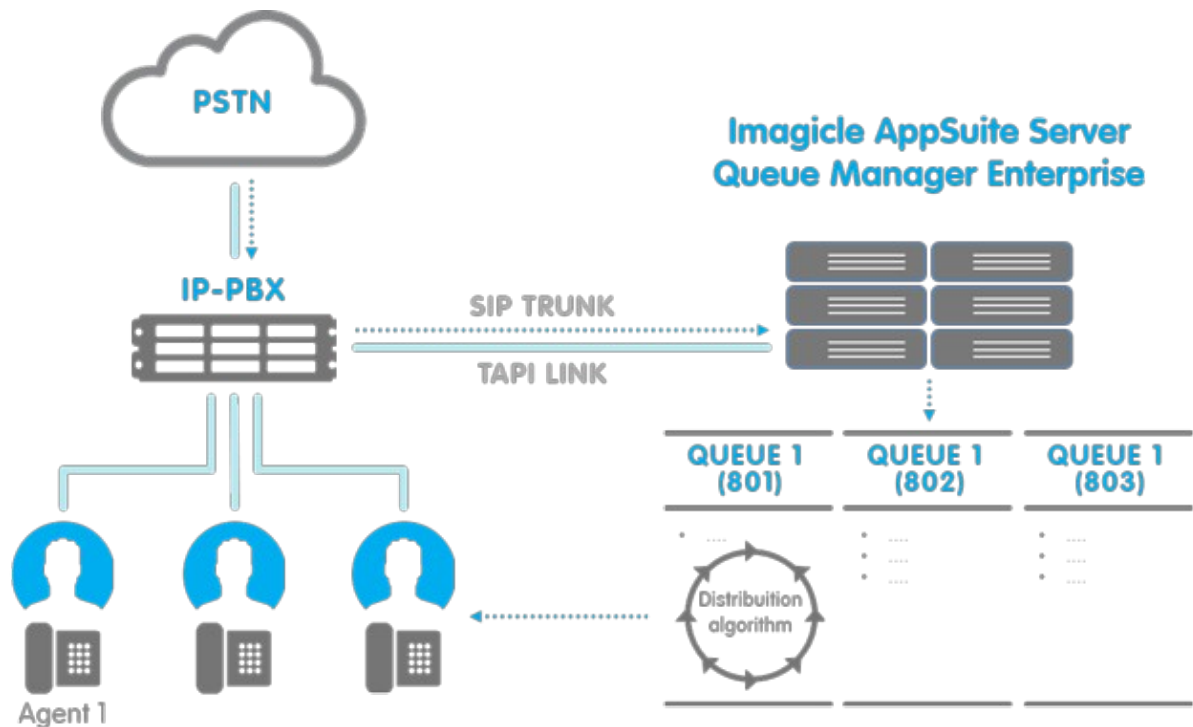 PSTN
Imagicle AppSuite Server
Queue Manager Enterprise
IP-PBX
SIP TRUNK
TAPI LINK
QUEUE 1
(801)
QUEUE 1
(802)
QUEUE 1
(803)
Distribuition
algorithm
Agent 1